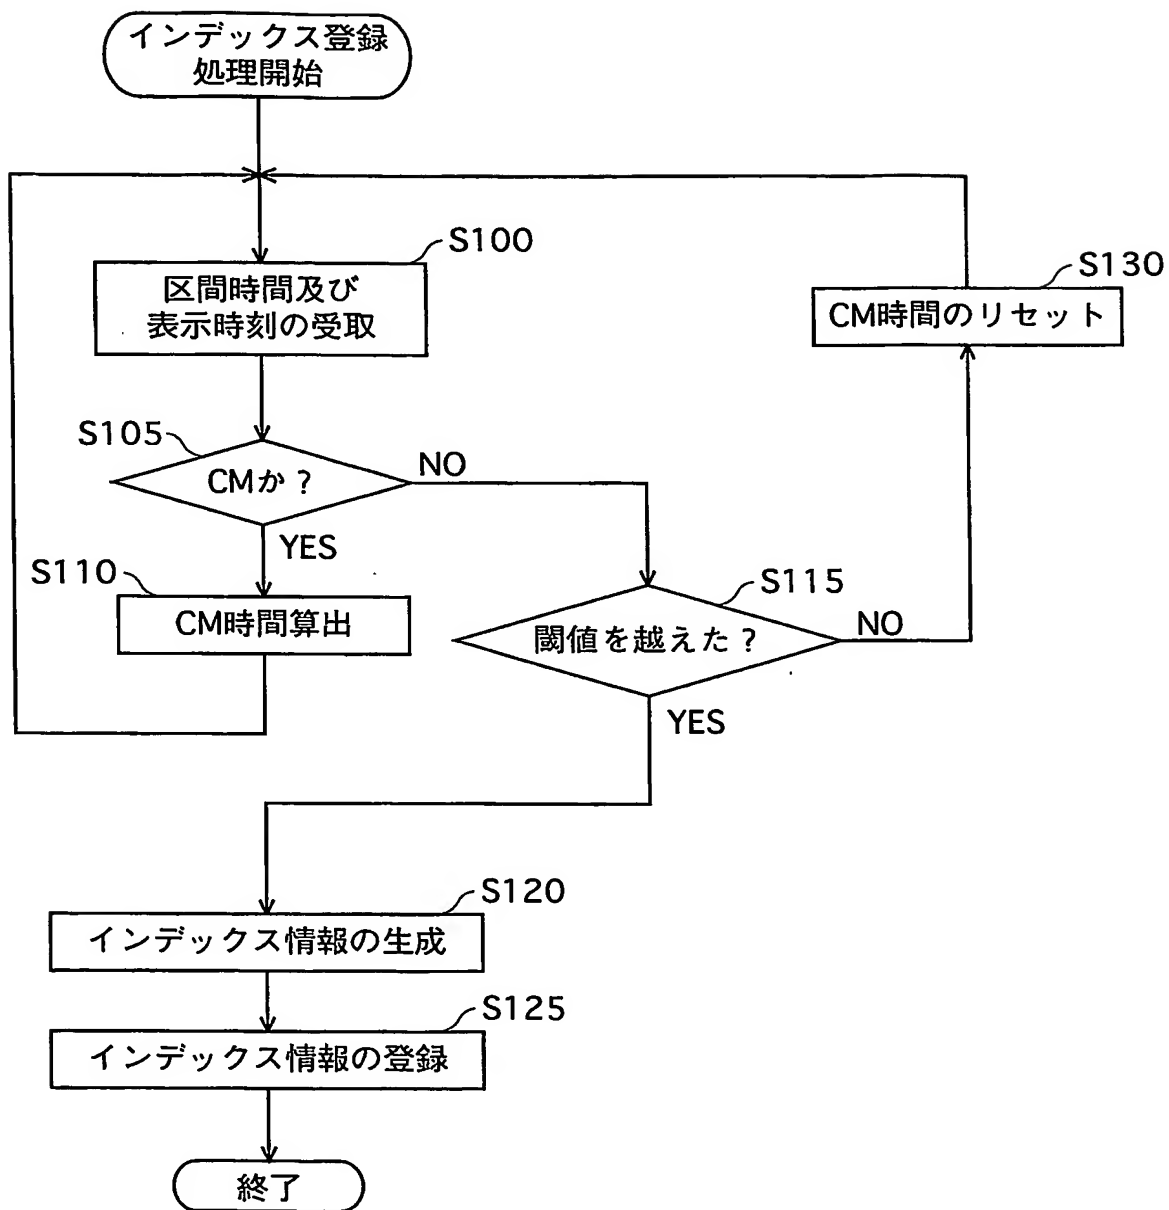 インデックス登録
処理開始
S100
区間時間及び
表示時刻の受取
S130
CM時間のリセット
S105
CMか？
NO
YES
S110
CM時間算出
S115
閾値を越えた？
NO
YES
S120
インデックス情報の生成
S125
インデックス情報の登録
終了